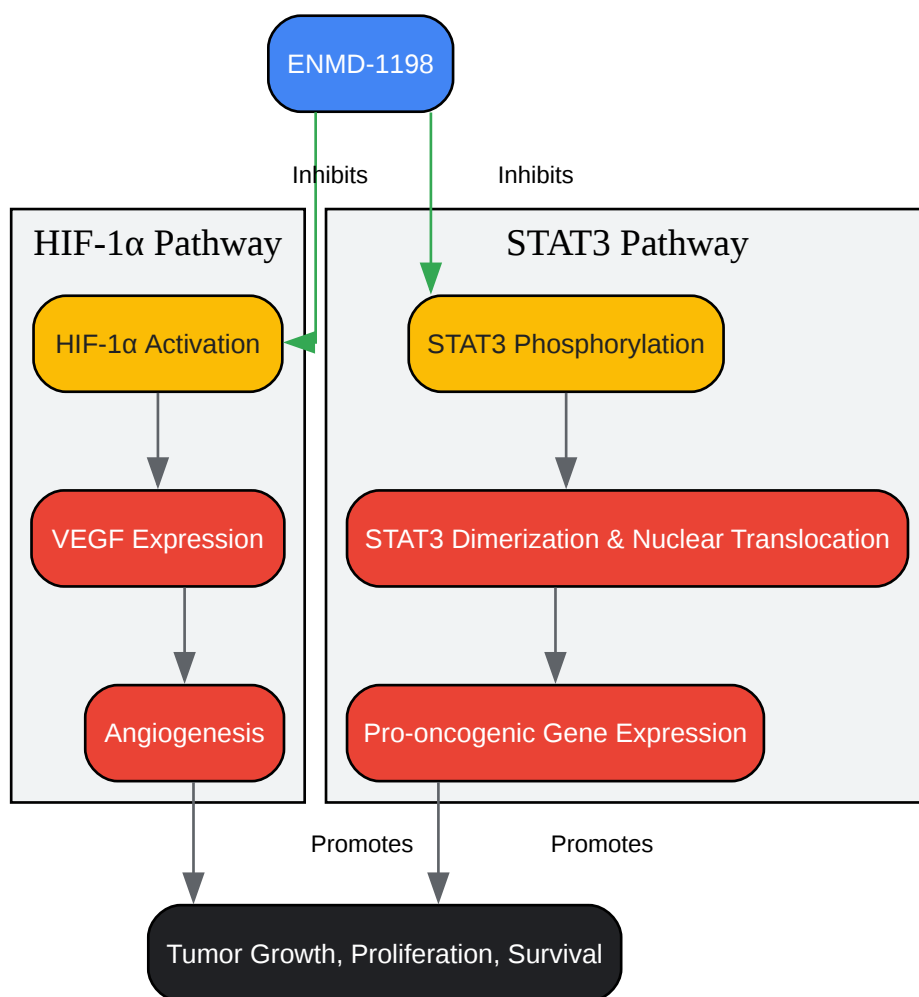 ENMD-1198
Inhibits
Inhibits
HIF-1α Pathway
STAT3 Pathway
HIF-1α Activation
STAT3 Phosphorylation
VEGF Expression
STAT3 Dimerization & Nuclear Translocation
Angiogenesis
Pro-oncogenic Gene Expression
Promotes
Promotes
Tumor Growth, Proliferation, Survival